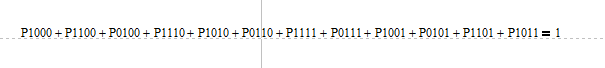 P1000 + P1100 + P0100 + P1110 + P1010 + P0110 + P1111 + P0111 + P1001 + P0101 + P1101 + P1011 = 1